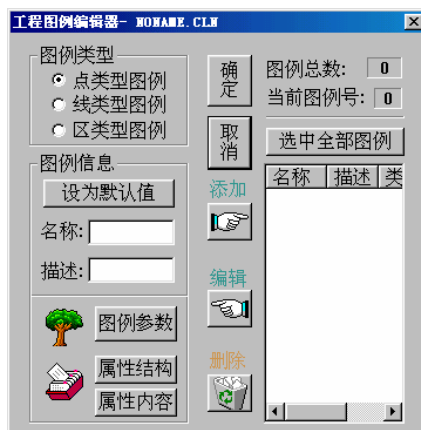 工程图例编辑器- NONAME.CLN
图例类型
点类型图例
线类型图例
区类型图例
图例信息
设为默认值
名称:
描述:
图例参数
属性结构
属性内容
确定
取消
添加
编辑
删除
图例总数: 0
当前图例号: 0
选中全部图例
名称 描述 类